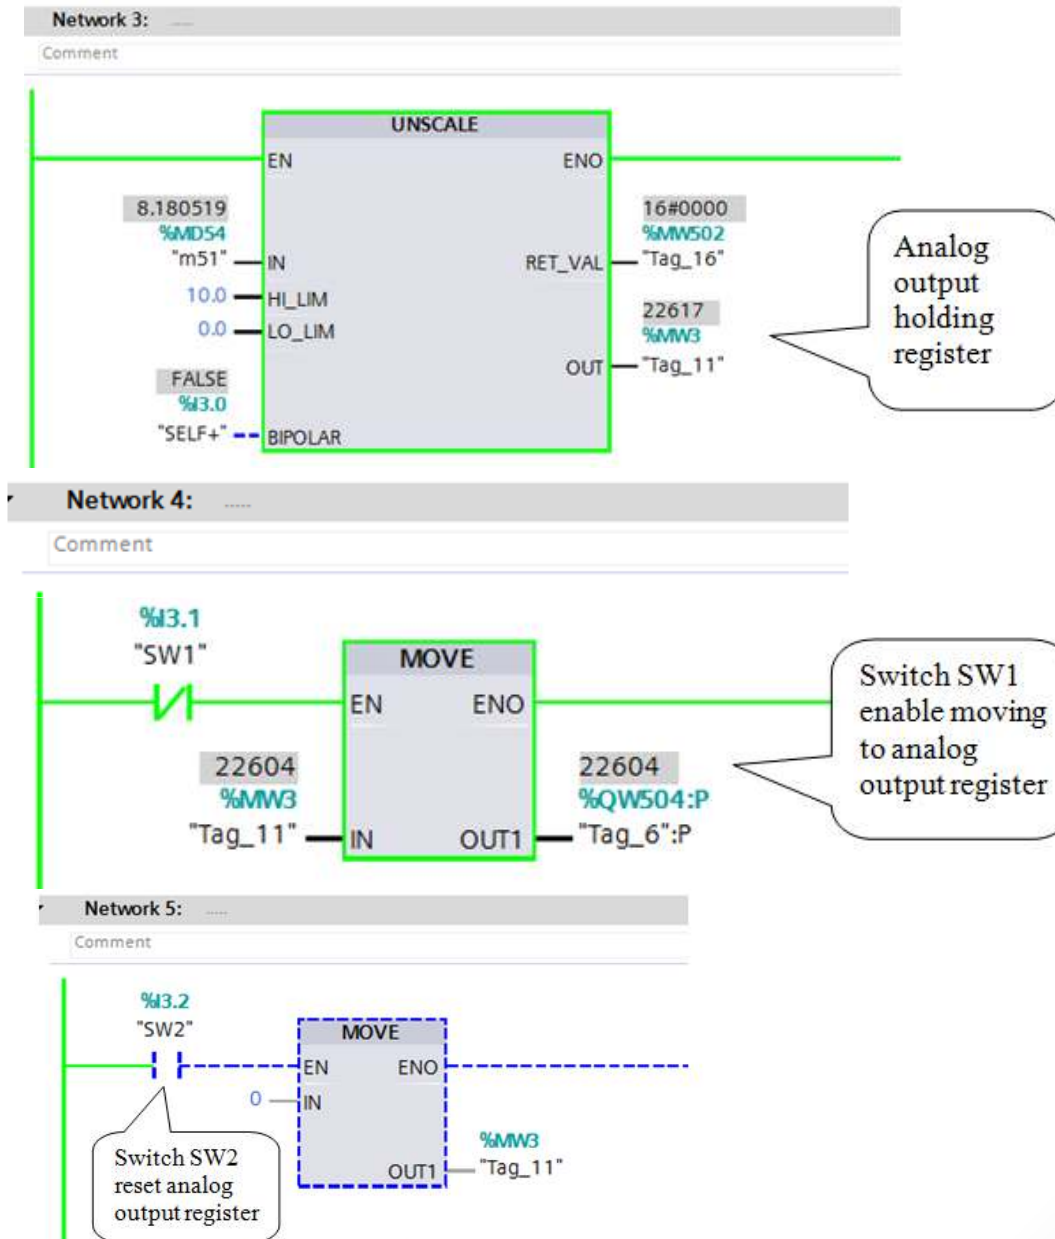 Network 3: .....
Comment
UNSCALE
EN ENO
8.180519
%MD54
"m51" IN
16#0000
%MW502
RET_VAL "Tag_16"
10.0 HI_LIM
0.0 LO_LIM
22617
%MW3
OUT "Tag_11"
FALSE
%I3.0
"SELF+" BIPOLAR
Analog
output
holding
register
Network 4: .....
Comment
%I3.1
"SW1"
MOVE
EN ENO
22604
%MW3
"Tag_11" IN
22604
%QW504:P
OUT1 "Tag_6":P
Switch SW1
enable moving
to analog
output register
Network 5: .....
Comment
%I3.2
"SW2"
MOVE
EN ENO
0 IN
%MW3
OUT1 "Tag_11"
Switch SW2
reset analog
output register